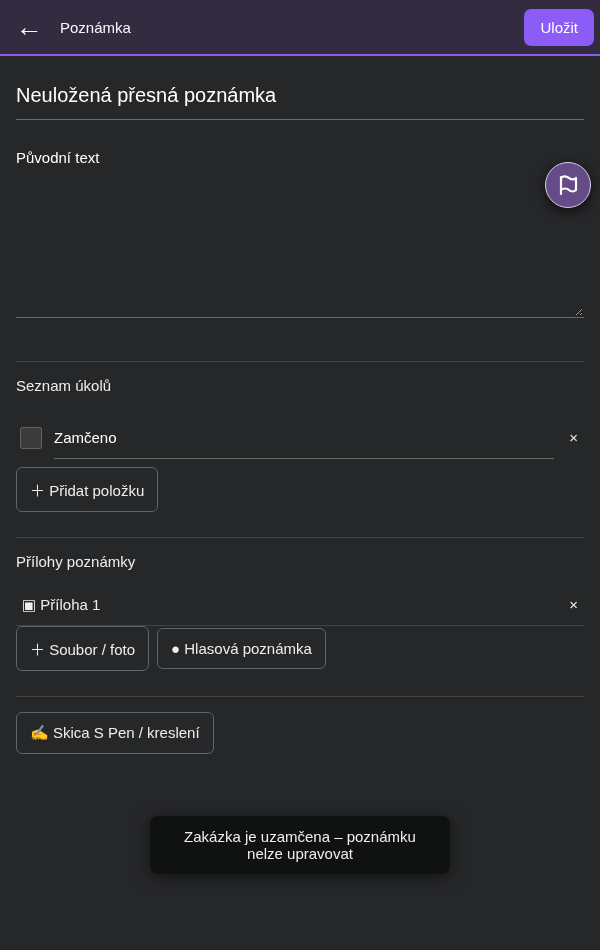 ← Poznámka
Uložit
Neuložená přesná poznámka
Původní text
Seznam úkolů
Zamčeno ×
+ Přidat položku
Přílohy poznámky
▣ Příloha 1 ×
+ Soubor / foto
● Hlasová poznámka
✍ Skica S Pen / kreslení
Zakázka je uzamčena – poznámku
nelze upravovat